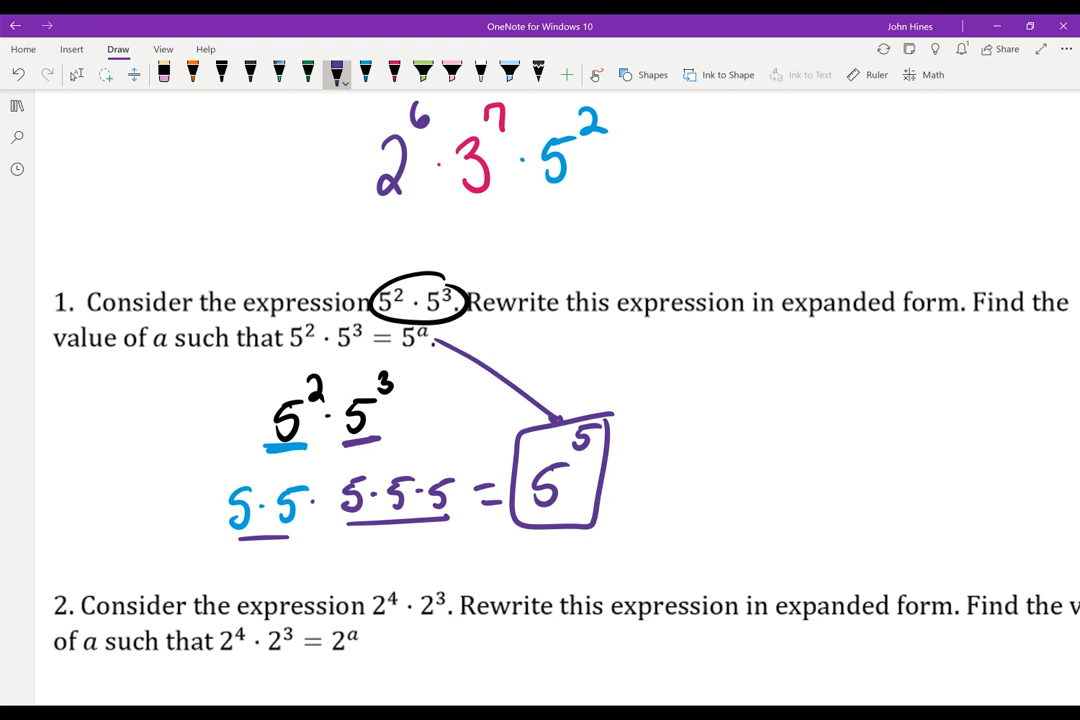 OneNote for Windows 10
John Hines
Home Insert Draw View Help
Share
Shapes Ink to Shape Ink to Text Ruler Math
2⁶ · 3⁷ · 5²
1. Consider the expression 5² · 5³. Rewrite this expression in expanded form. Find the
value of a such that 5² · 5³ = 5ᵃ.
5² · 5³
5 · 5 · 5 · 5 · 5 = 5⁵
2. Consider the expression 2⁴ · 2³. Rewrite this expression in expanded form. Find the
of a such that 2⁴ · 2³ = 2ᵃ